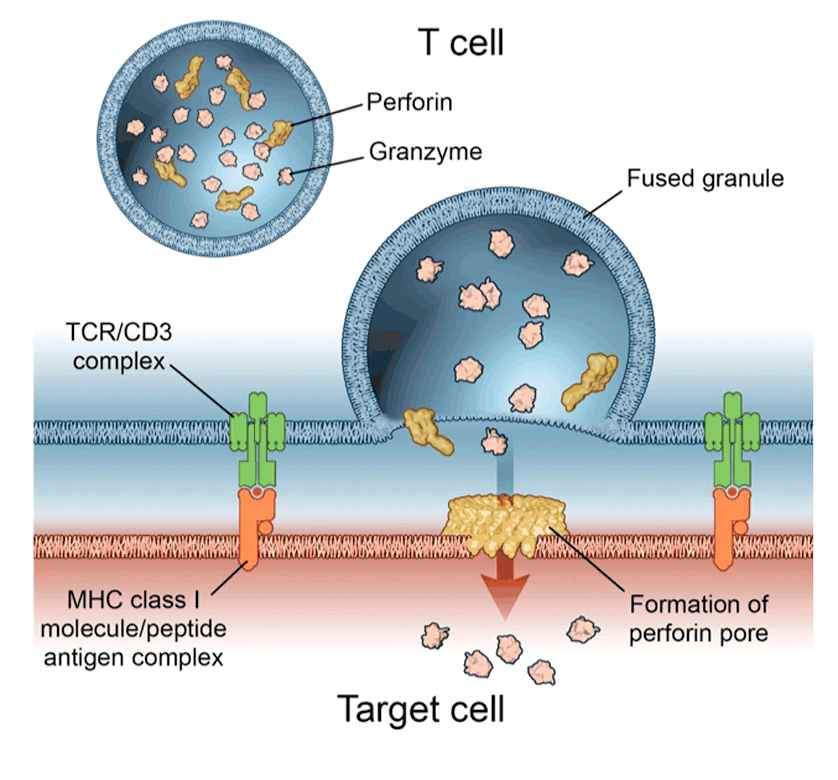 T cell
Perforin
Granzyme
Fused granule
TCR/CD3
complex
MHC class I
molecule/peptide
antigen complex
Formation of
perforin pore
Target cell